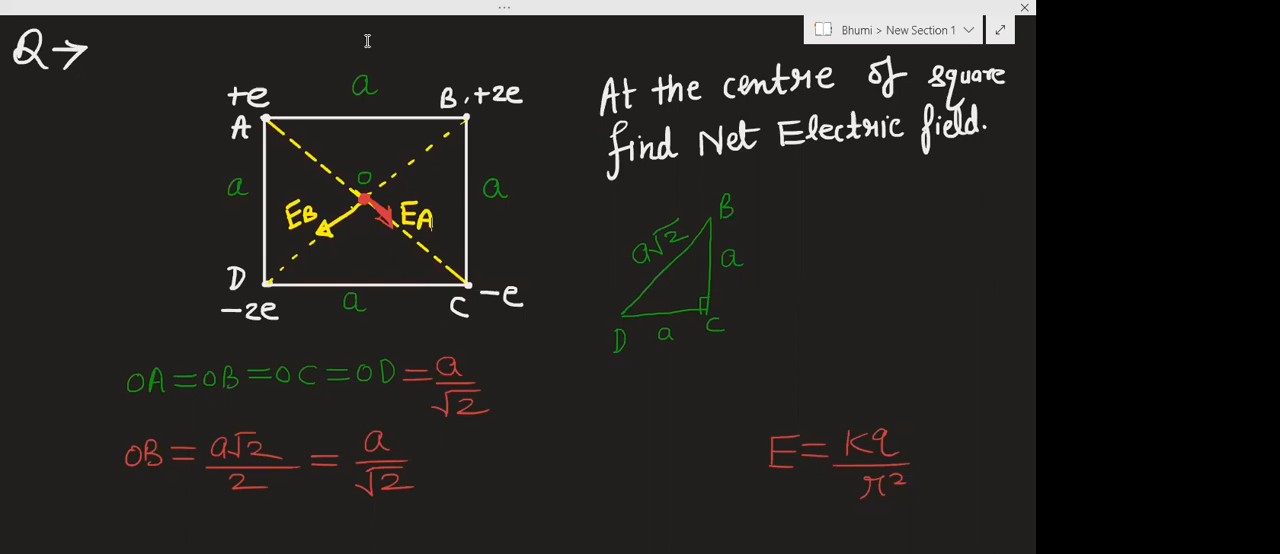 Bhumi > New Section 1
Q →
At the centre of square
find Net Electric field.
a
+e
B · +2e
A
a
O
a
EB
EA
D
-2e
a
C
-e
B
a√2
a
D
a
C
OA = OB = OC = OD = a/√2
OB = a√2/2 = a/√2
E = Kq/r²